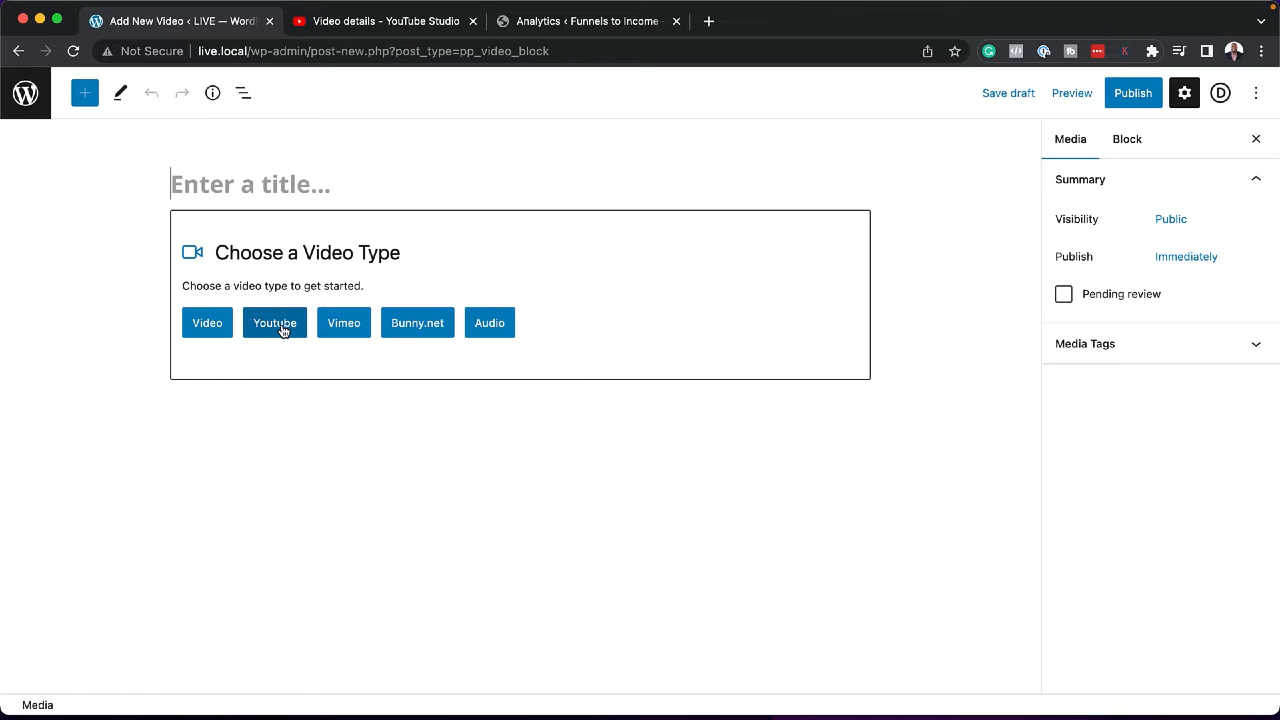 Add New Video ‹ LIVE — Word
Video details - YouTube Studio
Analytics ‹ Funnels to Income
Not Secure
live.local/wp-admin/post-new.php?post_type=pp_video_block
Save draft
Preview
Publish
Enter a title...
Media
Block
Summary
Visibility
Public
Publish
Immediately
Pending review
Media Tags
Choose a Video Type
Choose a video type to get started.
Video
Youtube
Vimeo
Bunny.net
Audio
Media